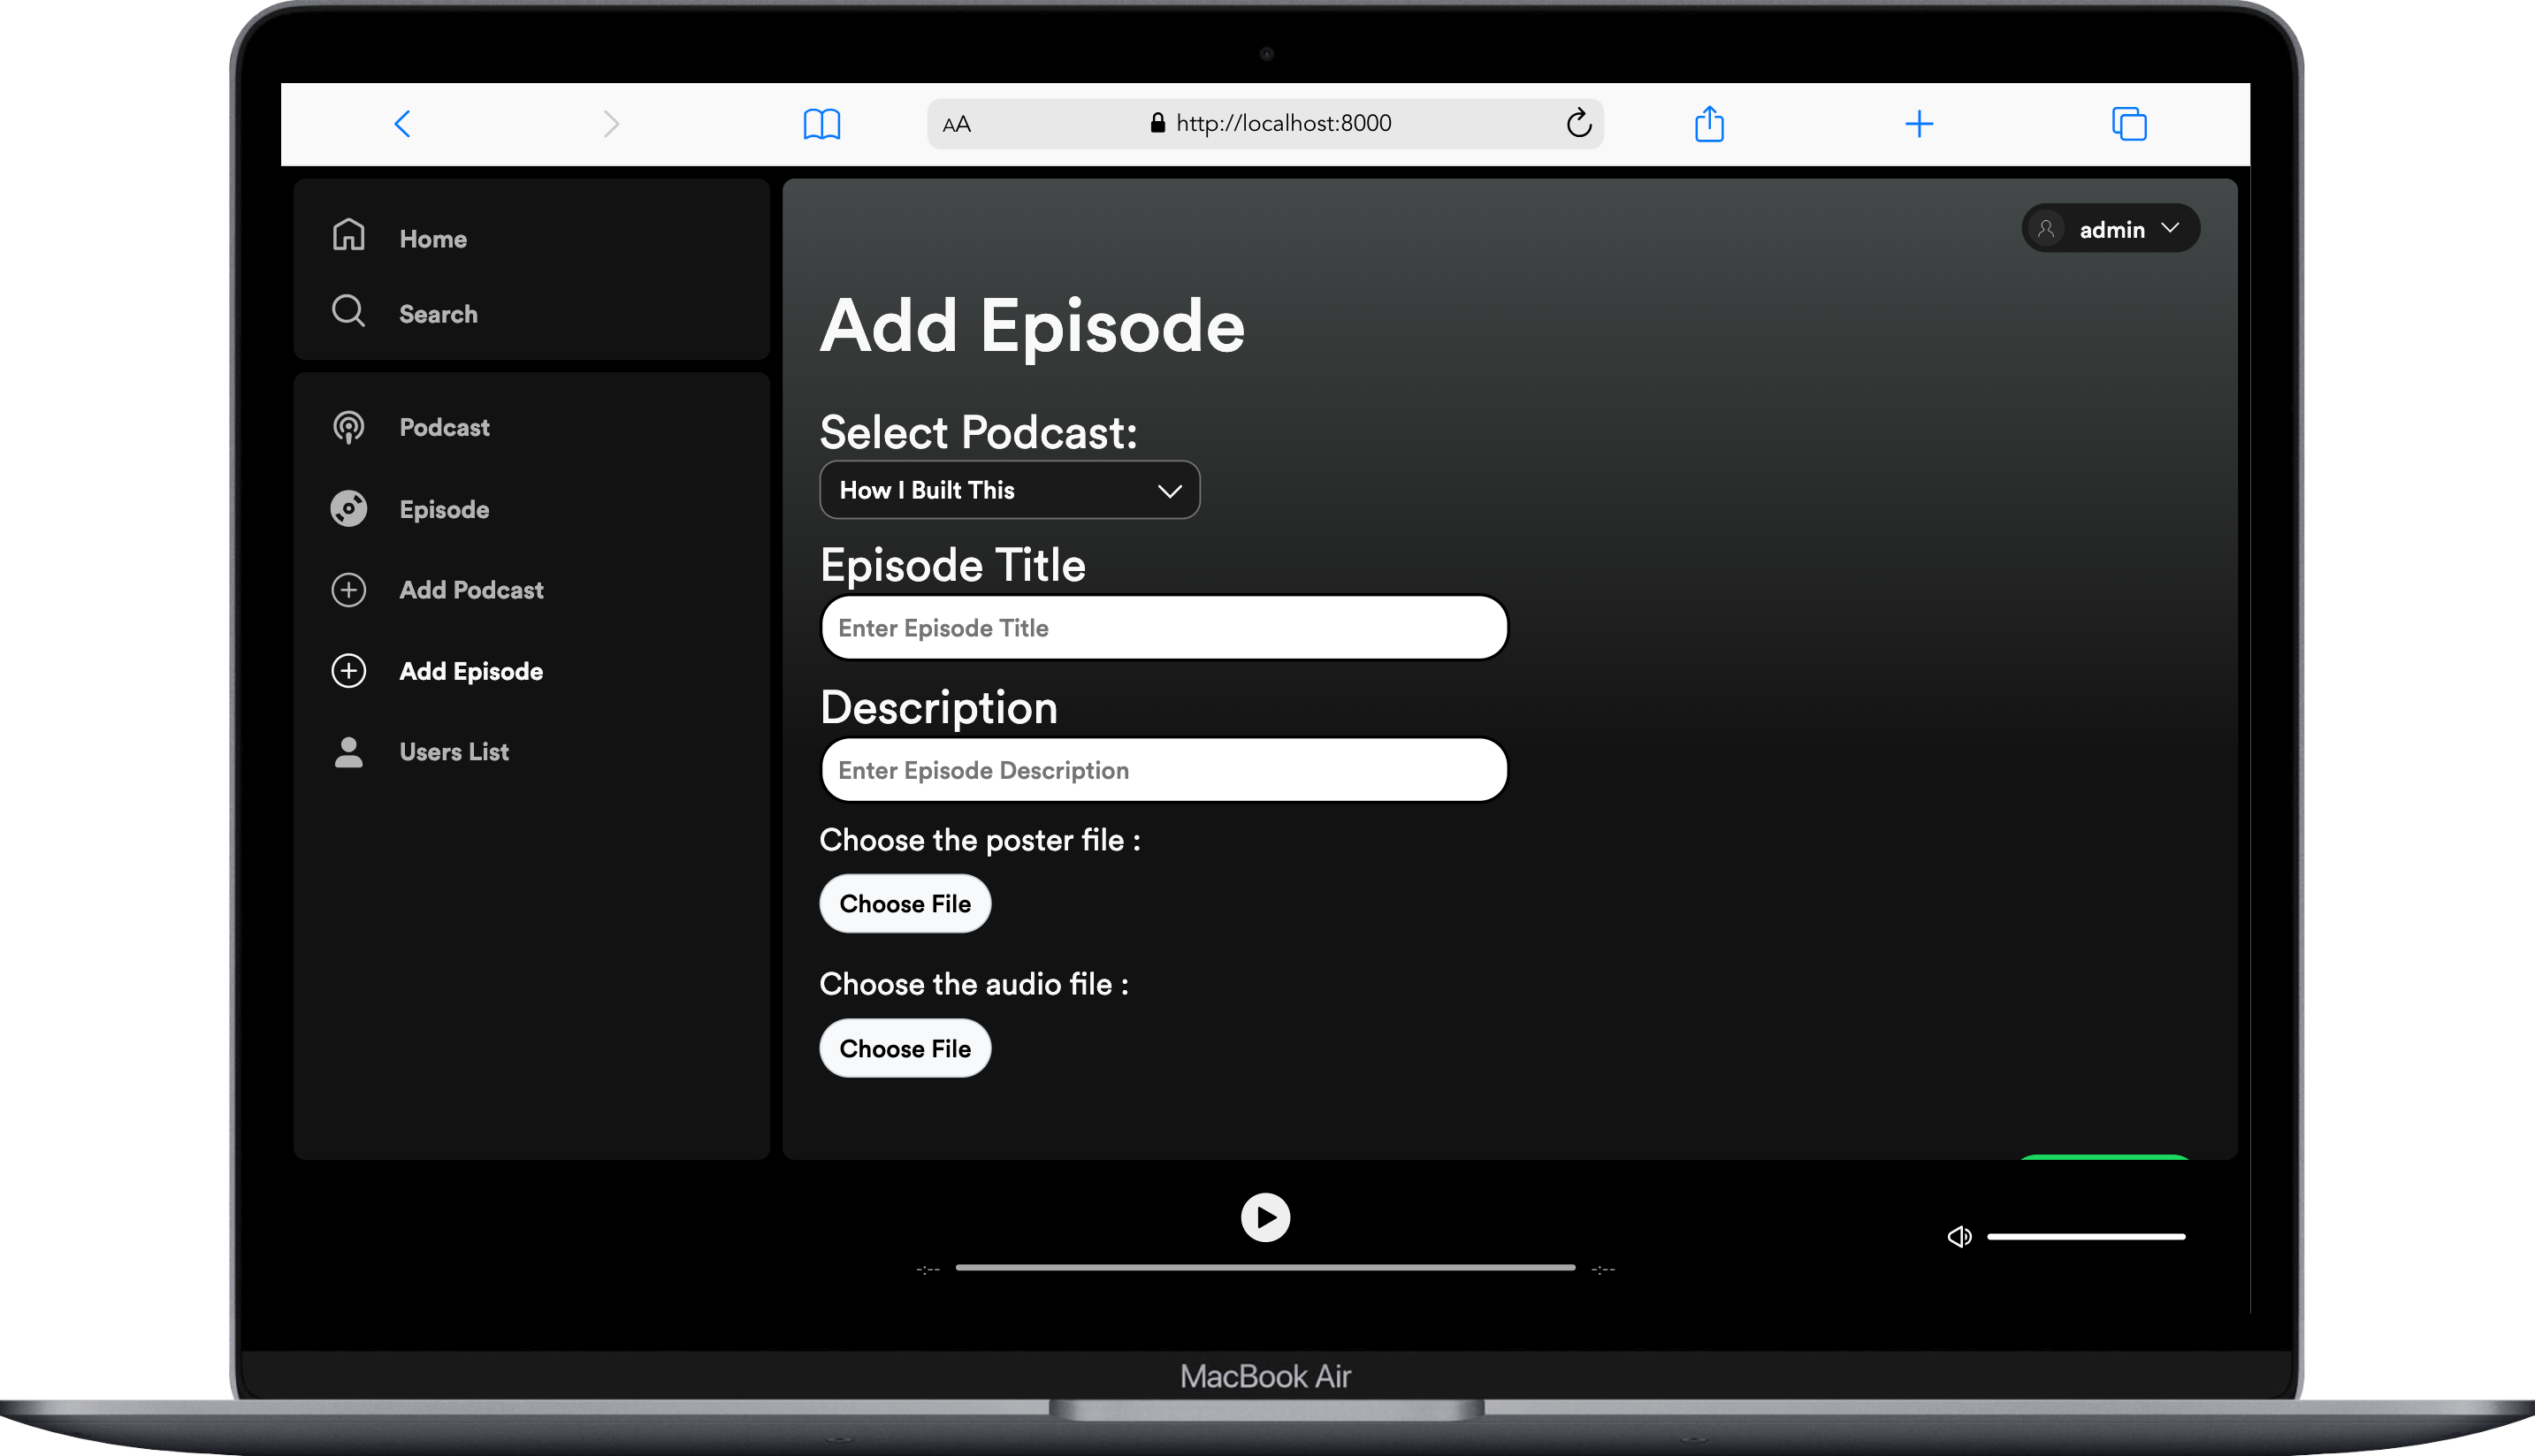 AA
http://localhost:8000
Home
Search
Podcast
Episode
Add Podcast
Add Episode
Users List
admin
Add Episode
Select Podcast:
How I Built This
Episode Title
Enter Episode Title
Description
Enter Episode Description
Choose the poster file :
Choose File
Choose the audio file :
Choose File
-:-- -:--
MacBook Air